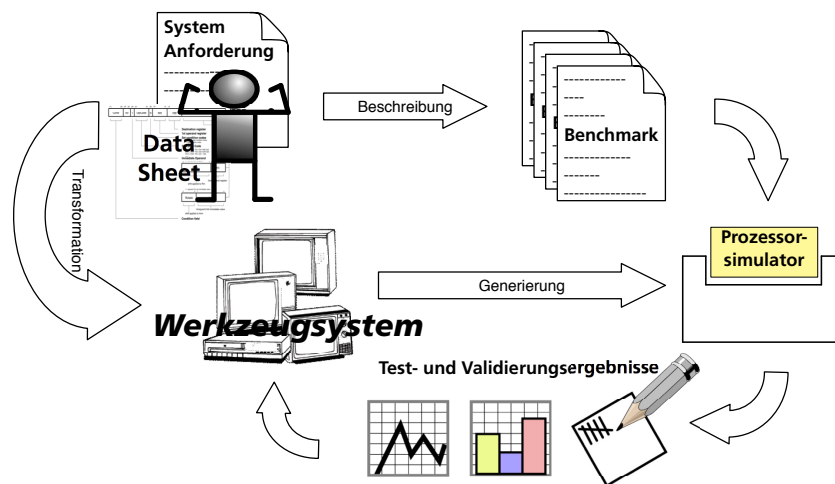 System
Anforderung
Data
Sheet
Beschreibung
Benchmark
Transformation
Prozessor-
simulator
Generierung
Werkzeugsystem
Test- und Validierungsergebnisse